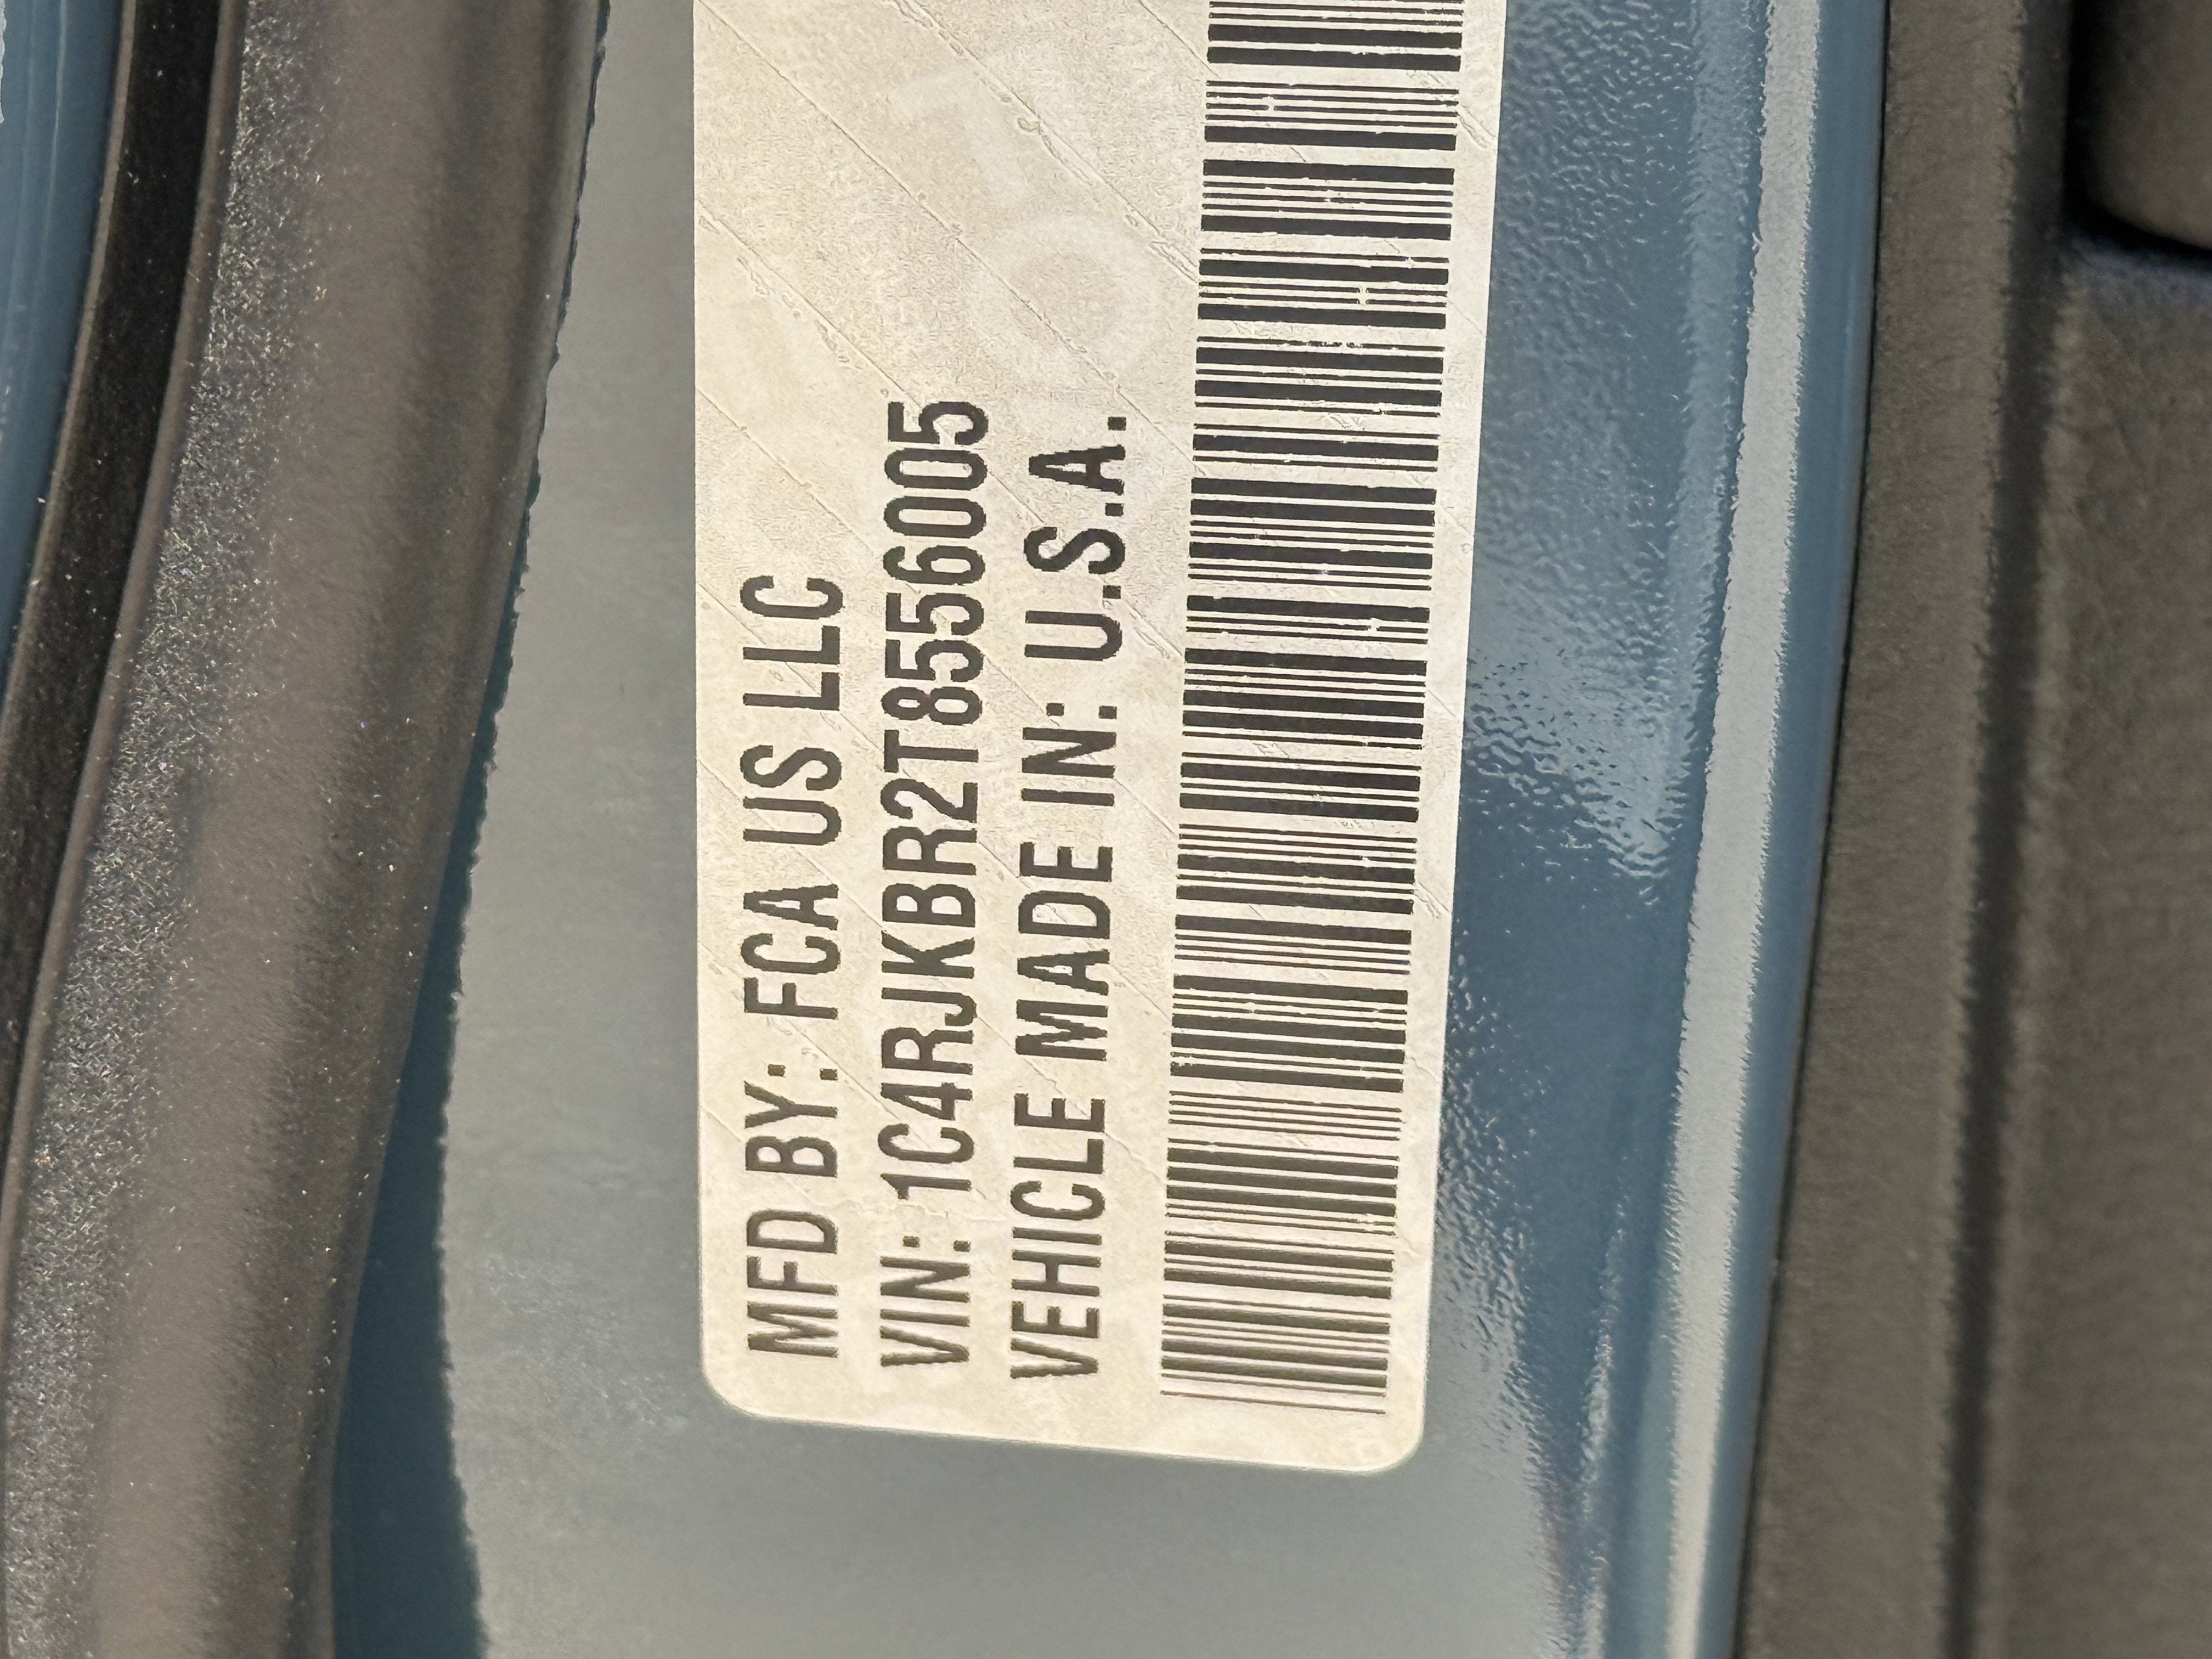 MFD BY: FCA US LLC
VIN: 1C4RJKBR2T8556005
VEHICLE MADE IN: U.S.A.